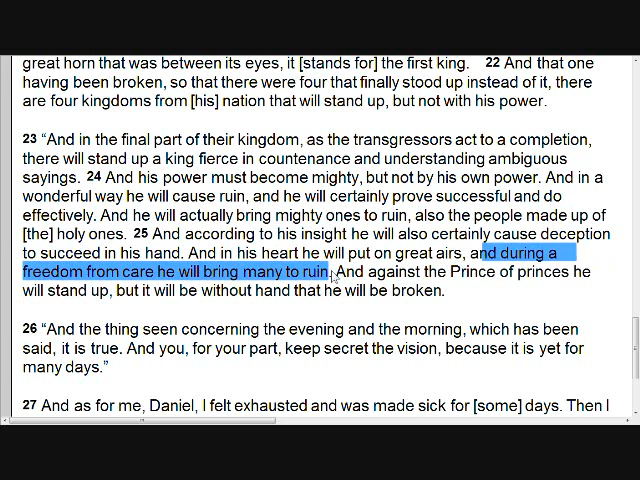 great horn that was between its eyes, it [stands for] the first king. 22 And that one
having been broken, so that there were four that finally stood up instead of it, there
are four kingdoms from [his] nation that will stand up, but not with his power.
23 “And in the final part of their kingdom, as the transgressors act to a completion,
there will stand up a king fierce in countenance and understanding ambiguous
sayings. 24 And his power must become mighty, but not by his own power. And in a
wonderful way he will cause ruin, and he will certainly prove successful and do
effectively. And he will actually bring mighty ones to ruin, also the people made up of
[the] holy ones. 25 And according to his insight he will also certainly cause deception
to succeed in his hand. And in his heart he will put on great airs, and during a
freedom from care he will bring many to ruin. And against the Prince of princes he
will stand up, but it will be without hand that he will be broken.
26 “And the thing seen concerning the evening and the morning, which has been
said, it is true. And you, for your part, keep secret the vision, because it is yet for
many days.”
27 And as for me, Daniel, I felt exhausted and was made sick for [some] days. Then I